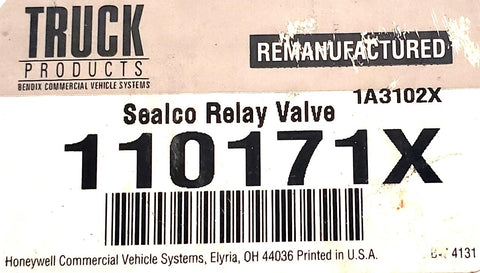 TRUCK
PRODUCTS
BENDIX COMMERCIAL VEHICLE SYSTEMS
REMANUFACTURED
1A3102X
Sealco Relay Valve
110171X
Honeywell Commercial Vehicle Systems, Elyria, OH 44036 Printed in U.S.A.
4131